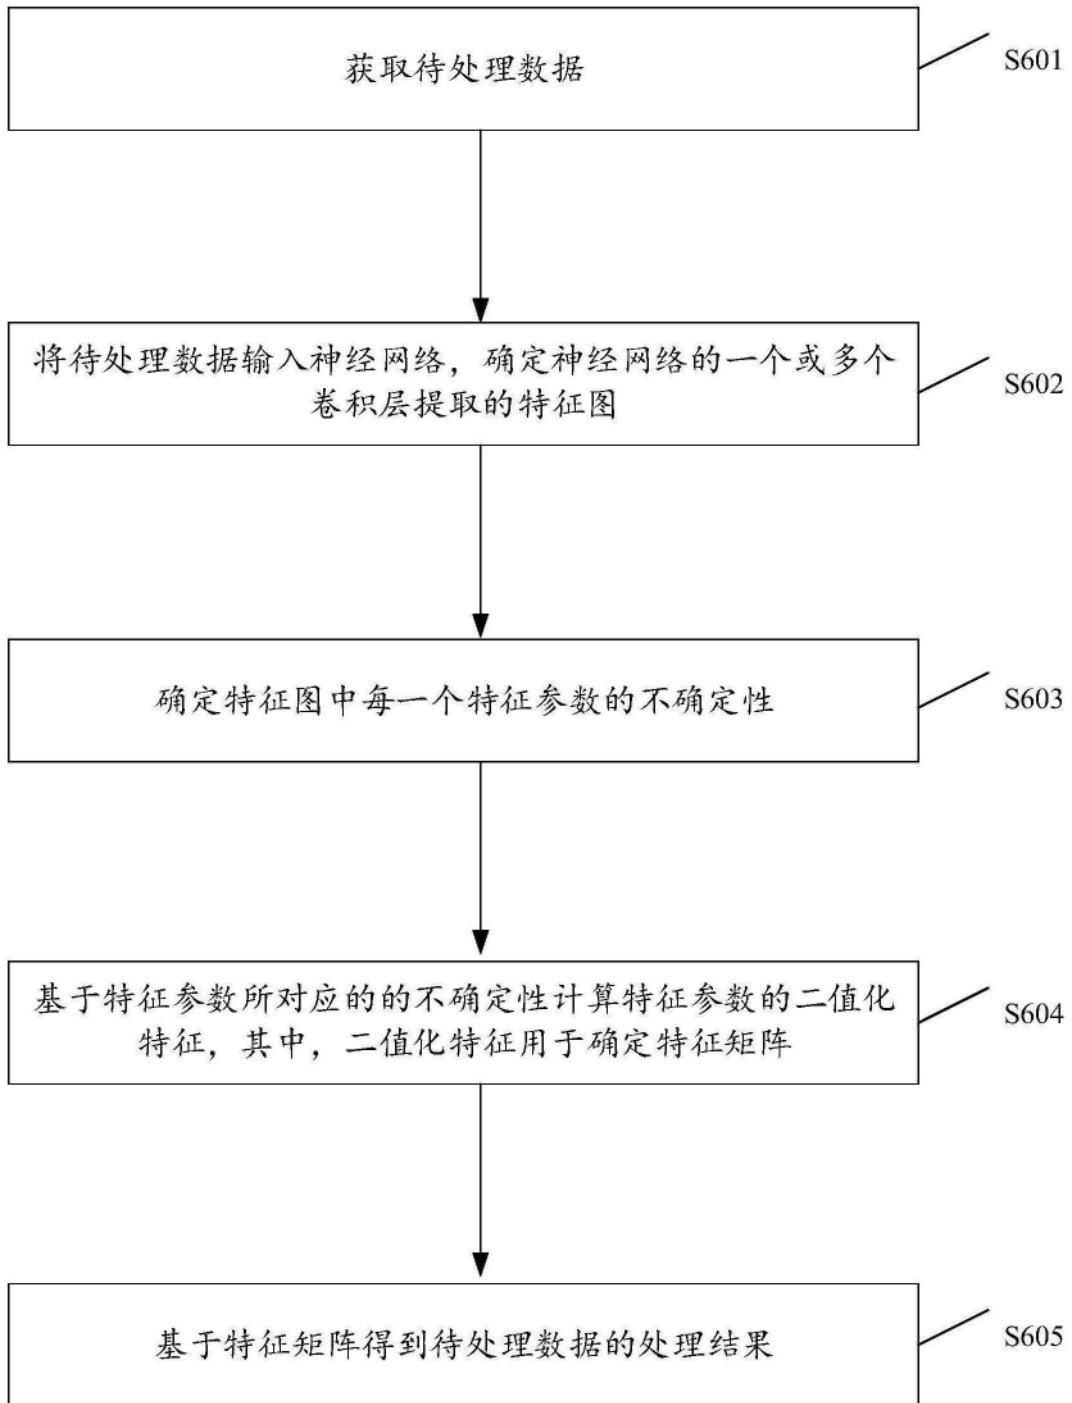 获取待处理数据
S601
将待处理数据输入神经网络，确定神经网络的一个或多个
卷积层提取的特征图
S602
确定特征图中每一个特征参数的不确定性
S603
基于特征参数所对应的的不确定性计算特征参数的二值化
特征，其中，二值化特征用于确定特征矩阵
S604
基于特征矩阵得到待处理数据的处理结果
S605